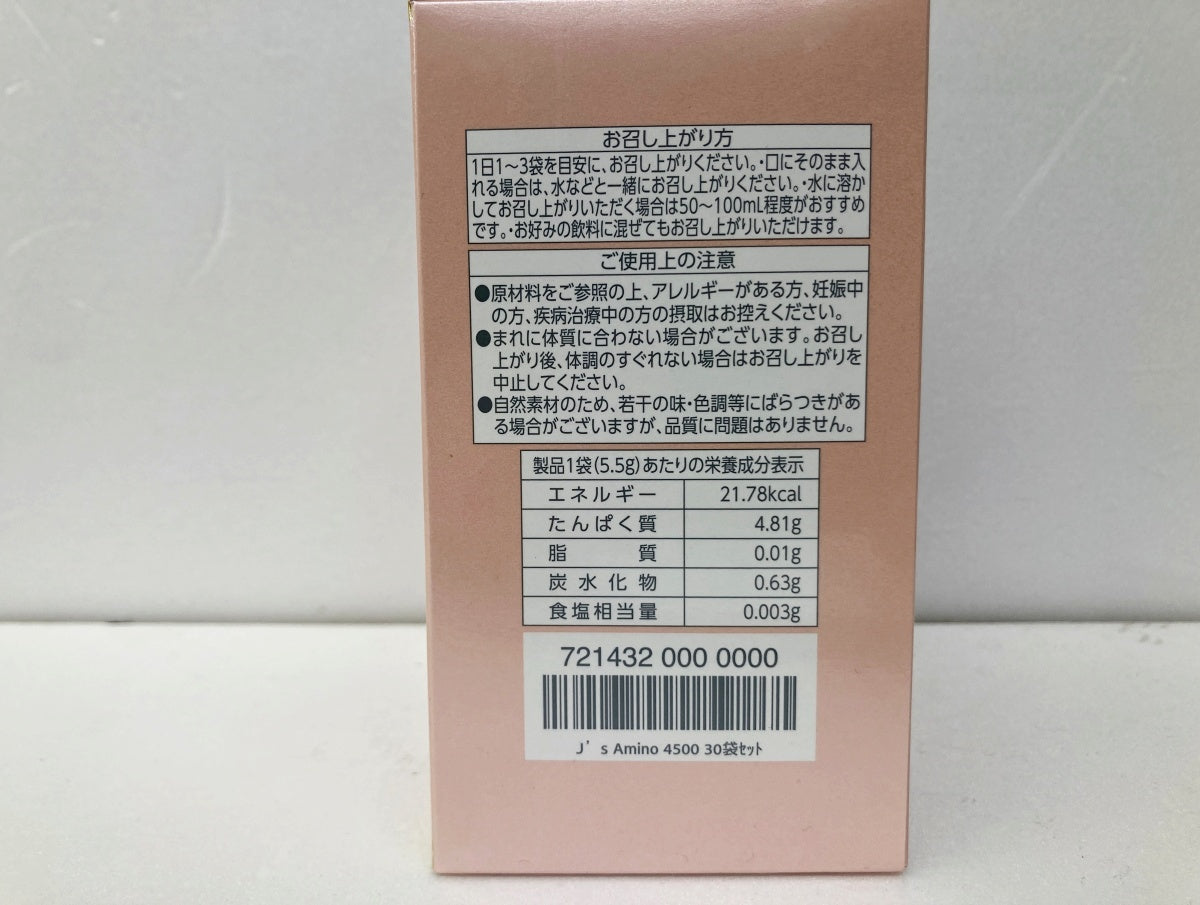 お召し上がり方
1日1～3袋を目安に、お召し上がりください。・口にそのまま入
れる場合は、水などと一緒にお召し上がりください。・水に溶か
してお召し上がりいただく場合は50～100mL程度がおすすめ
です。・お好みの飲料に混ぜてもお召し上がりいただけます。
ご使用上の注意
●原材料をご参照の上、アレルギーがある方、妊娠中
の方、疾病治療中の方の摂取はお控えください。
●まれに体質に合わない場合がございます。お召し
上がり後、体調のすぐれない場合はお召し上がりを
中止してください。
●自然素材のため、若干の味・色調等にばらつきがあ
る場合がございますが、品質に問題はありません。
製品1袋(5.5g)あたりの栄養成分表示
エネルギー 21.78kcal
たんぱく質 4.81g
脂質 0.01g
炭水化物 0.63g
食塩相当量 0.003g
721432 000 0000
J’s Amino 4500 30袋ｾｯﾄ